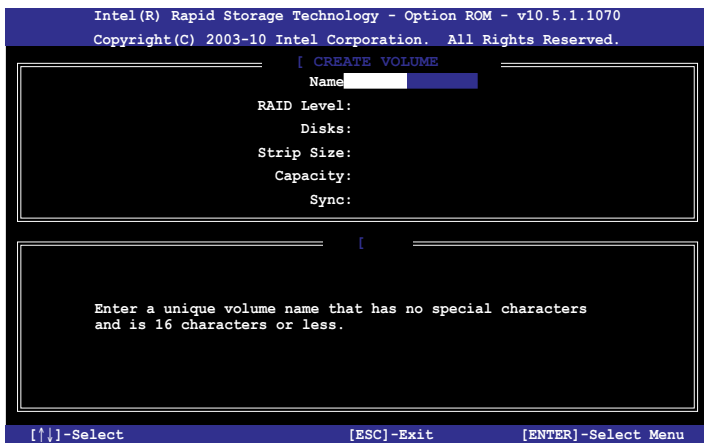 Intel(R) Rapid Storage Technology - Option ROM - v10.5.1.1070
Copyright(C) 2003-10 Intel Corporation. All Rights Reserved.
[ CREATE VOLUME
Name
RAID Level:
Disks:
Strip Size:
Capacity:
Sync:
[
Enter a unique volume name that has no special characters
and is 16 characters or less.
[↑↓]-Select [ESC]-Exit [ENTER]-Select Menu